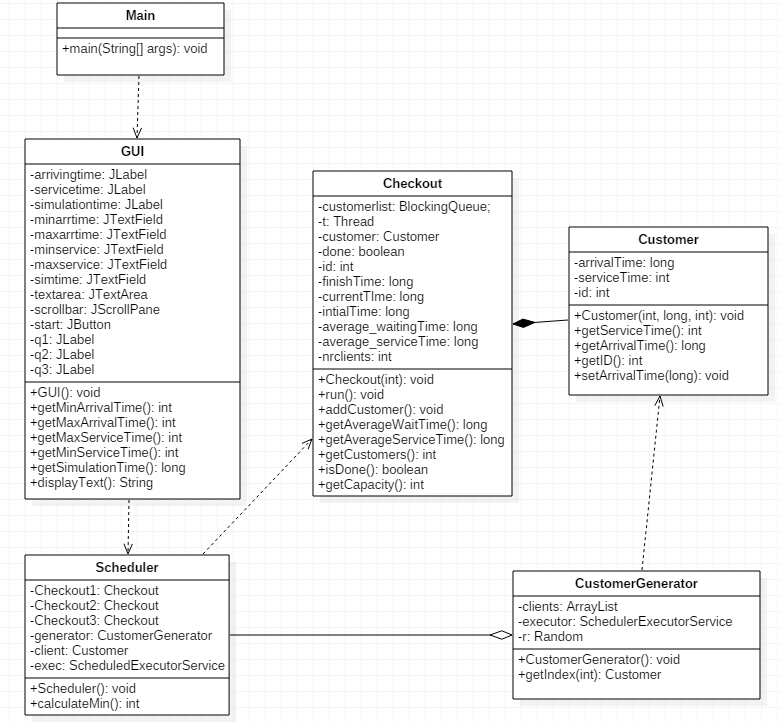 Main
+main(String[] args): void
GUI
-arrivingtime: JLabel
-servicetime: JLabel
-simulationtime: JLabel
-minarrtime: JTextField
-maxarrtime: JTextField
-minservice: JTextField
-maxservice: JTextField
-simtime: JTextField
-textarea: JTextArea
-scrollbar: JScrollPane
-start: JButton
-q1: JLabel
-q2: JLabel
-q3: JLabel
+GUI(): void
+getMinArrivalTime(): int
+getMaxArrivalTime(): int
+getMaxServiceTime(): int
+getMinServiceTime(): int
+getSimulationTime(): long
+displayText(): String
Checkout
-customerlist: BlockingQueue;
-t: Thread
-customer: Customer
-done: boolean
-id: int
-finishTime: long
-currentTIme: long
-intialTime: long
-average_waitingTime: long
-average_serviceTime: long
-nrclients: int
+Checkout(int): void
+run(): void
+addCustomer(): void
+getAverageWaitTime(): long
+getAverageServiceTime(): long
+getCustomers(): int
+isDone(): boolean
+getCapacity(): int
Customer
-arrivalTime: long
-serviceTime: int
-id: int
+Customer(int, long, int): void
+getServiceTime(): int
+getArrivalTime(): long
+getID(): int
+setArrivalTime(long): void
Scheduler
-Checkout1: Checkout
-Checkout2: Checkout
-Checkout3: Checkout
-generator: CustomerGenerator
-client: Customer
-exec: ScheduledExecutorService
+Scheduler(): void
+calculateMin(): int
CustomerGenerator
-clients: ArrayList
-executor: SchedulerExecutorService
-r: Random
+CustomerGenerator(): void
+getIndex(int): Customer